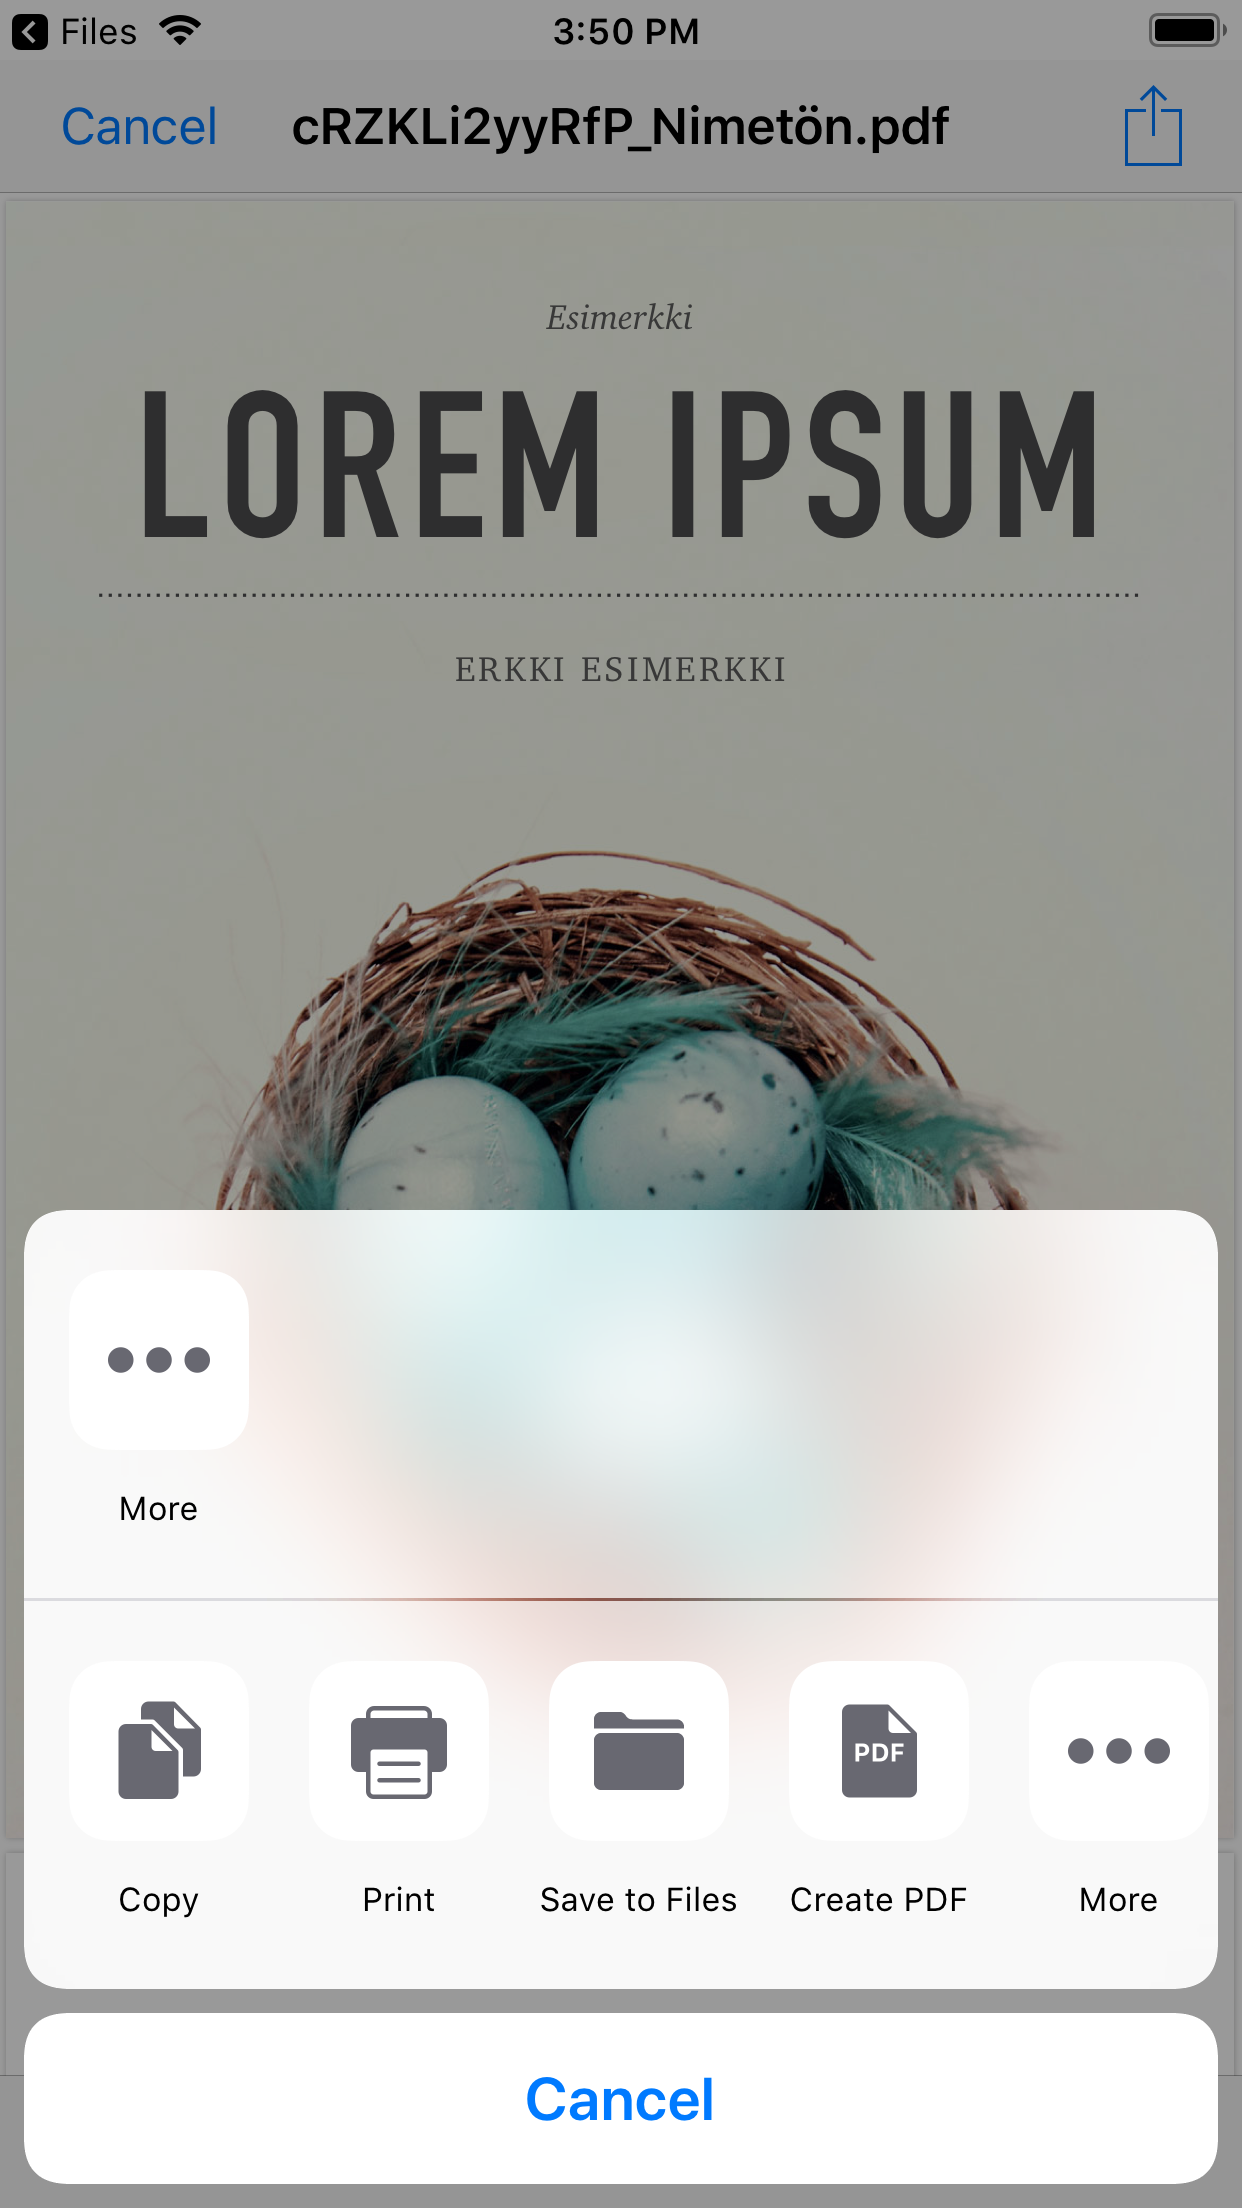 Files
3:50 PM
Cancel
cRZKLi2yyRfP_Nimetön.pdf
Esimerkki
LOREM IPSUM
ERKKI ESIMERKKI
More
PDF
Copy
Print
Save to Files
Create PDF
More
Cancel